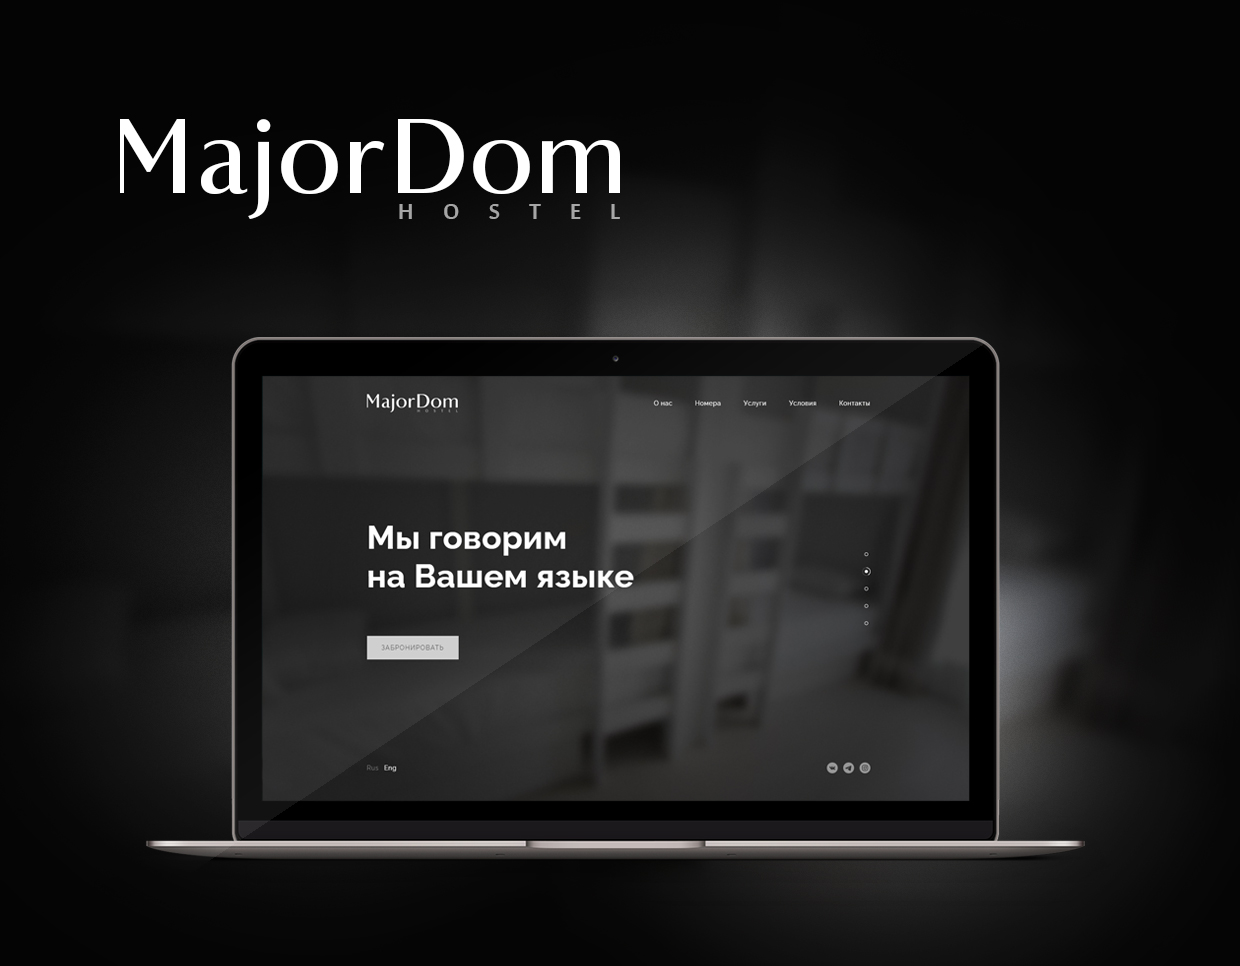 MajorDom
HOSTEL
MajorDom
HOSTEL
О нас Номера Услуги Условия Контакты
Мы говорим
на Вашем языке
ЗАБРОНИРОВАТЬ
Rus Eng